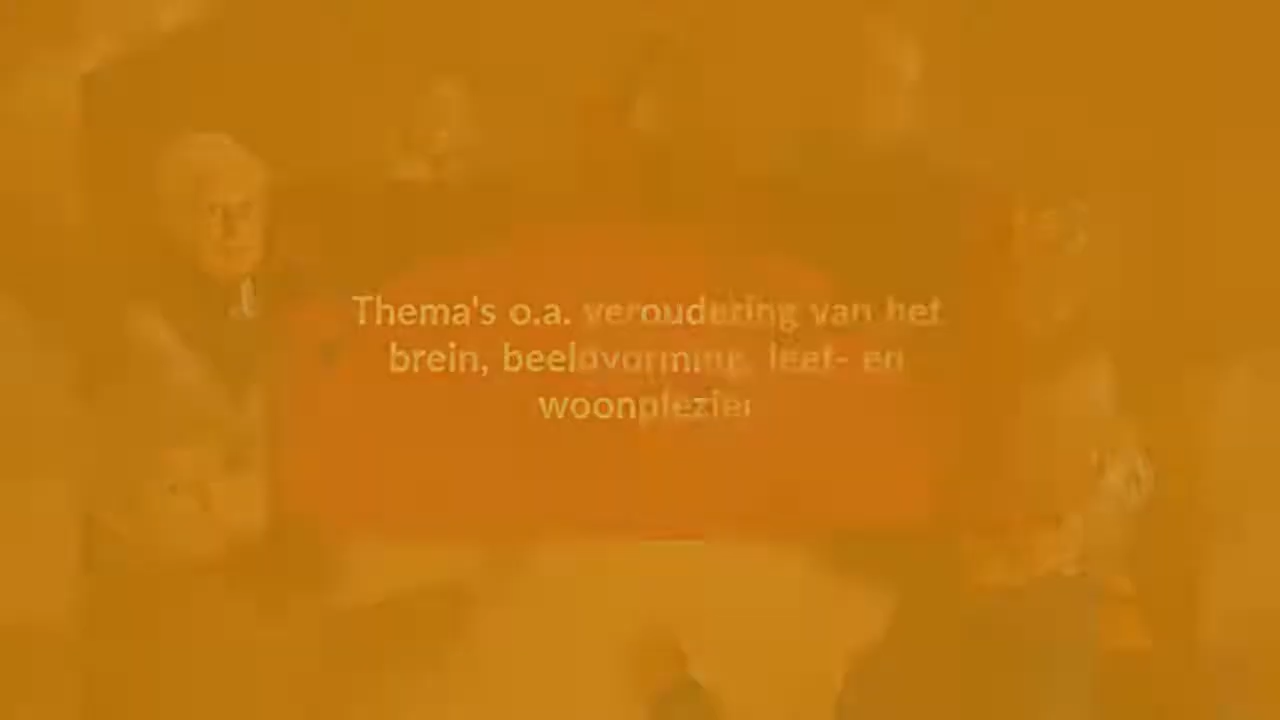 Thema's o.a. veroudering van het
brein, beeldvorming, leef- en
woonplezier